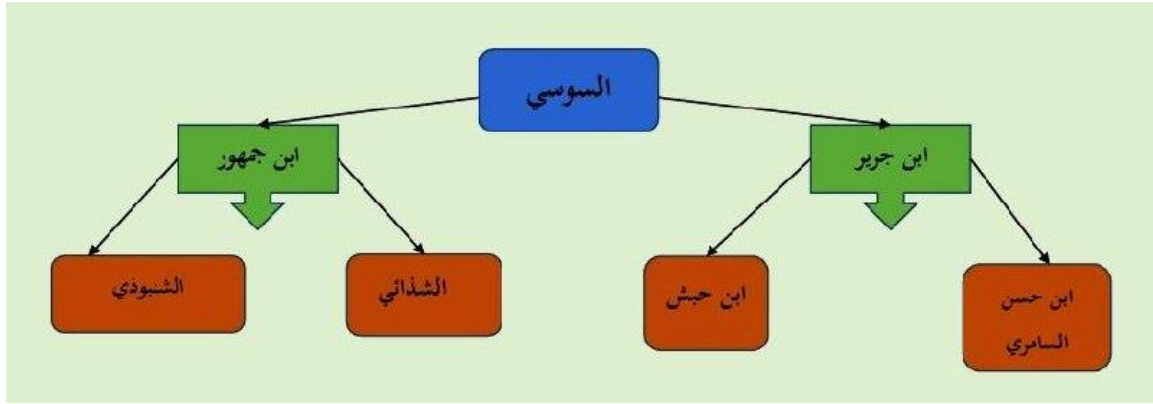 السوسي
ابن جرير
ابن جمهور
ابن حسن
السامري
ابن حبش
الشذائي
الشبوذي